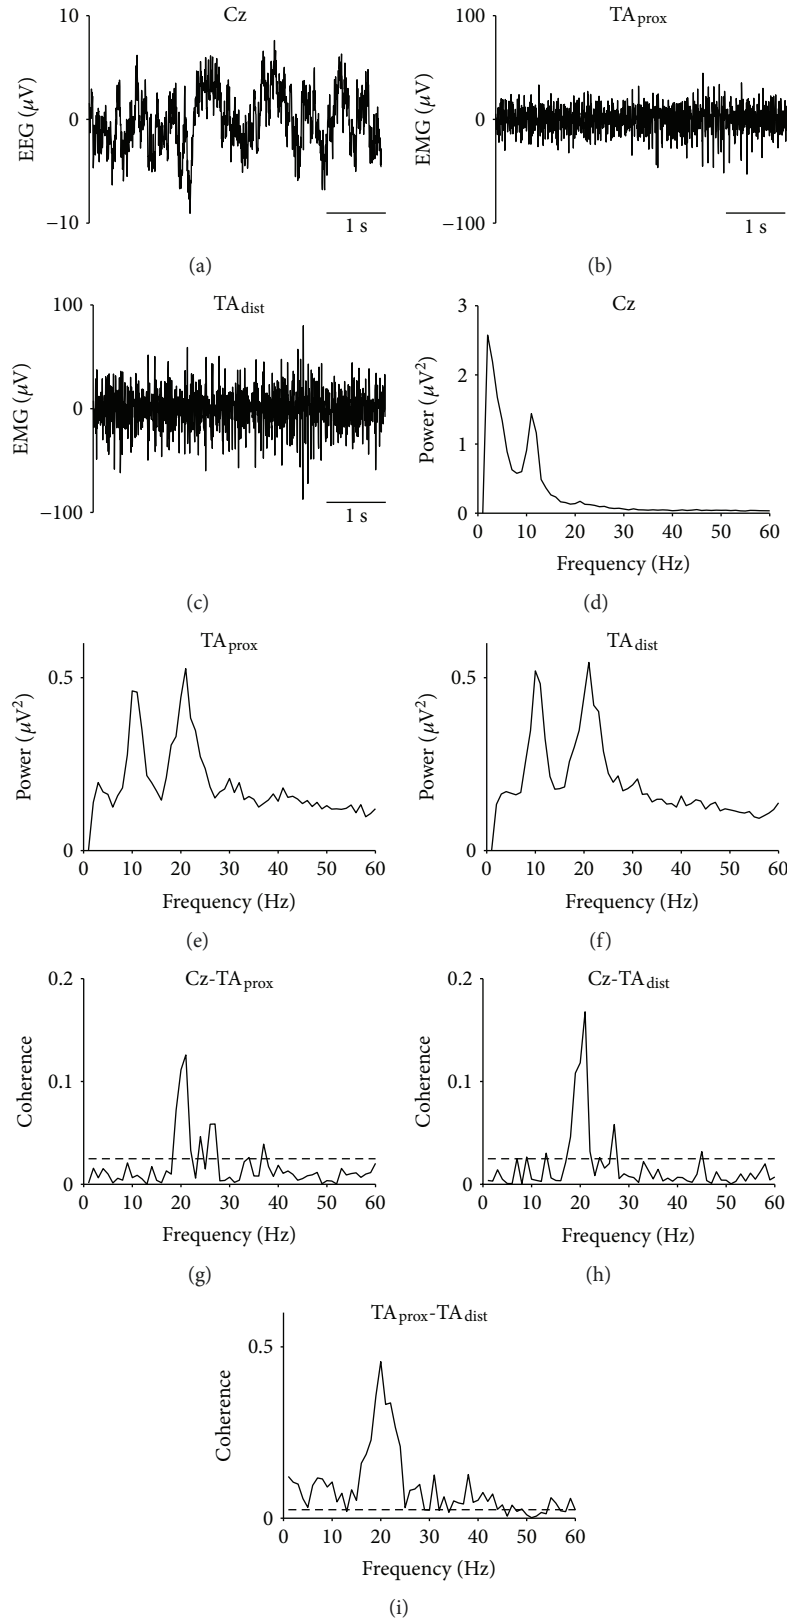 Cz
10
0
−10
EEG (μV)
1 s
(a)
TAprox
100
0
−100
EMG (μV)
1 s
(b)
TAdist
100
0
−100
EMG (μV)
1 s
(c)
Cz
3
2
1
0
Power (μV²)
0 10 20 30 40 50 60
Frequency (Hz)
(d)
TAprox
0.5
0
Power (μV²)
0 10 20 30 40 50 60
Frequency (Hz)
(e)
TAdist
0.5
0
Power (μV²)
0 10 20 30 40 50 60
Frequency (Hz)
(f)
Cz-TAprox
0.2
0.1
0
Coherence
0 10 20 30 40 50 60
Frequency (Hz)
(g)
Cz-TAdist
0.2
0.1
0
Coherence
0 10 20 30 40 50 60
Frequency (Hz)
(h)
TAprox-TAdist
0.5
0
Coherence
0 10 20 30 40 50 60
Frequency (Hz)
(i)